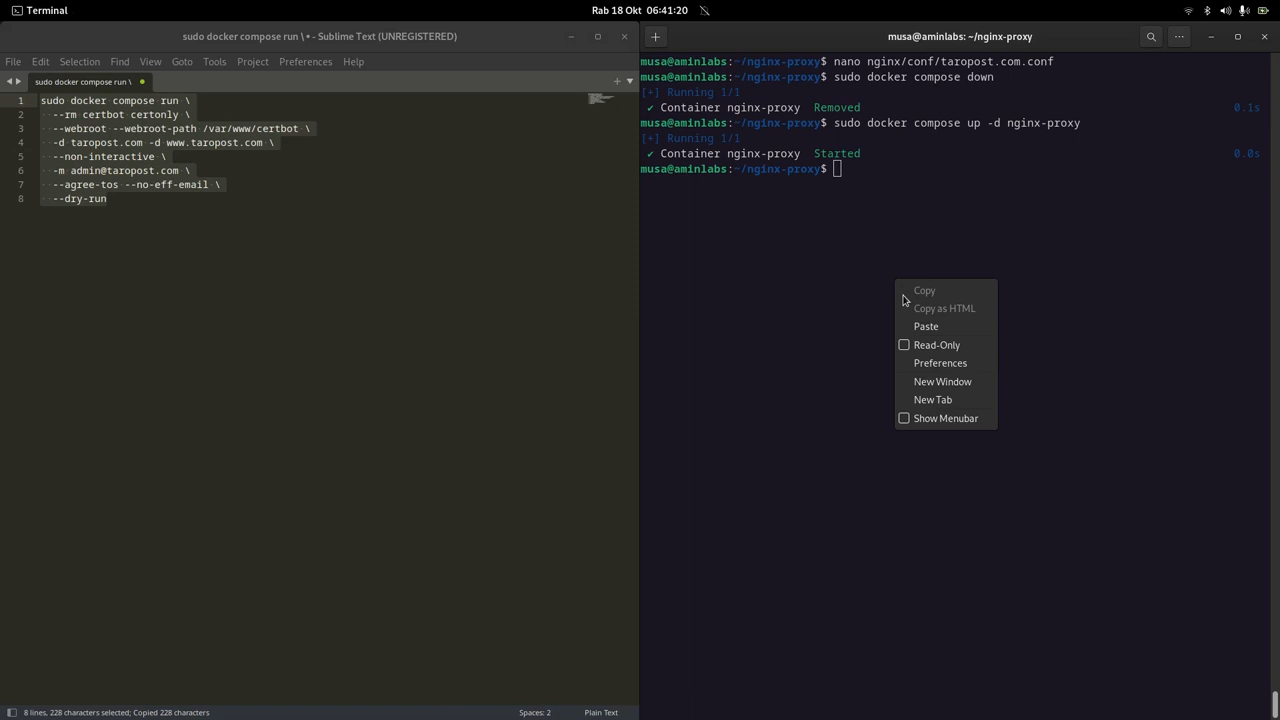 Terminal
Rab 18 Okt 06:41:20
sudo docker compose run \ • - Sublime Text (UNREGISTERED)
File Edit Selection Find View Goto Tools Project Preferences Help
sudo docker compose run \
1 sudo docker compose run \
2   --rm certbot certonly \
3   --webroot --webroot-path /var/www/certbot \
4   -d taropost.com -d www.taropost.com \
5   --non-interactive \
6   -m admin@taropost.com \
7   --agree-tos --no-eff-email \
8   --dry-run
8 lines, 228 characters selected; Copied 228 characters
Spaces: 2
Plain Text
musa@aminlabs: ~/nginx-proxy
musa@aminlabs:~/nginx-proxy$ nano nginx/conf/taropost.com.conf
musa@aminlabs:~/nginx-proxy$ sudo docker compose down
[+] Running 1/1
✔ Container nginx-proxy  Removed 0.1s
musa@aminlabs:~/nginx-proxy$ sudo docker compose up -d nginx-proxy
[+] Running 1/1
✔ Container nginx-proxy  Started 0.0s
musa@aminlabs:~/nginx-proxy$
Copy
Copy as HTML
Paste
Read-Only
Preferences
New Window
New Tab
Show Menubar